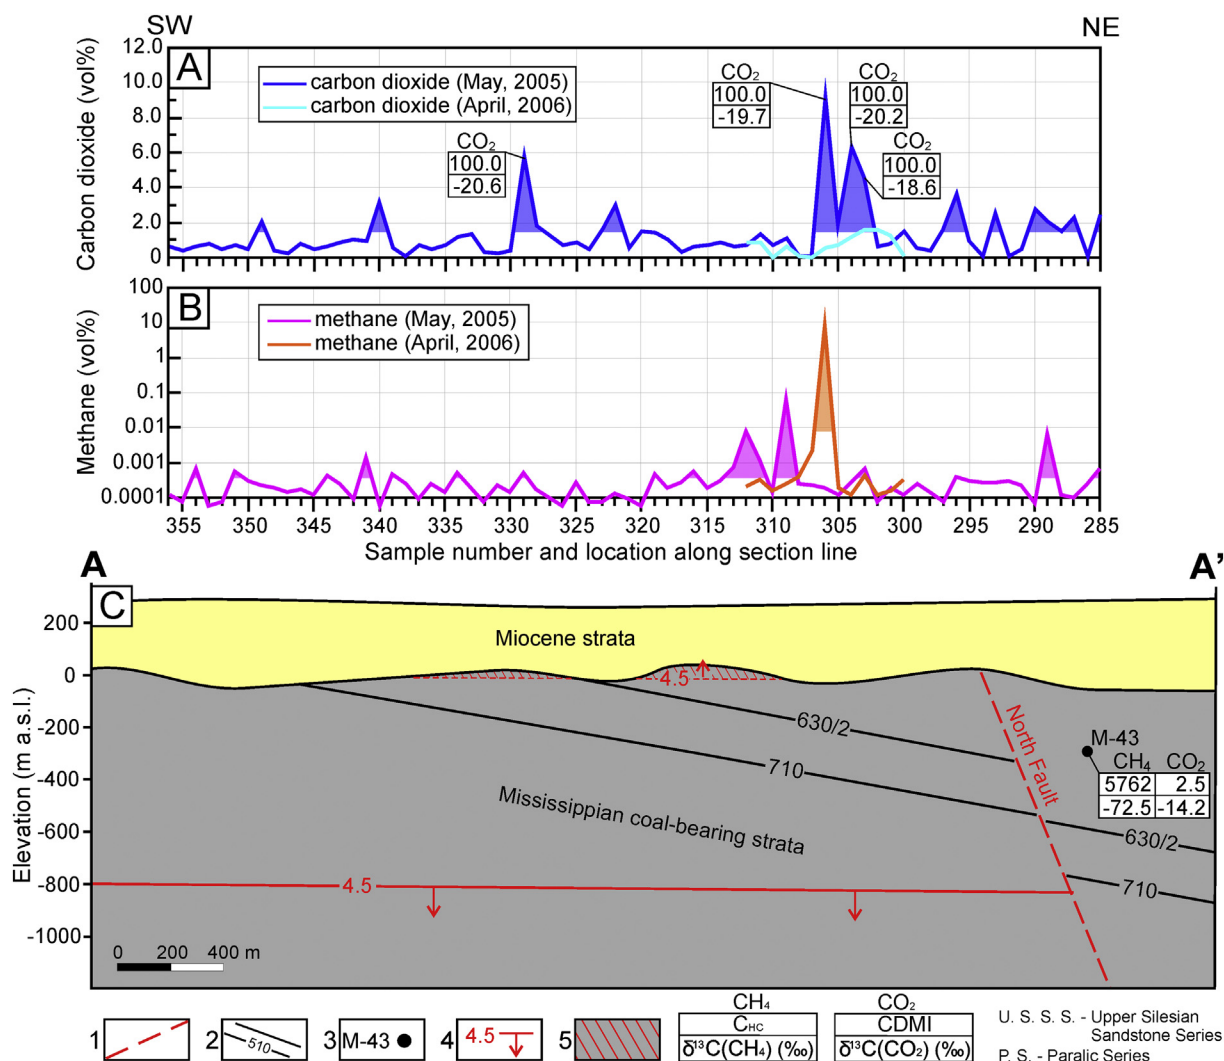 SW
NE
12.0
10.0
8.0
6.0
4.0
2.0
0
Carbon dioxide (vol%)
A
carbon dioxide (May, 2005)
carbon dioxide (April, 2006)
CO₂
100.0
-20.6
CO₂
100.0
-19.7
CO₂
100.0
-20.2
CO₂
100.0
-18.6
100
10
1
0.1
0.01
0.001
0.0001
Methane (vol%)
B
methane (May, 2005)
methane (April, 2006)
355 350 345 340 335 330 325 320 315 310 305 300 295 290 285
Sample number and location along section line
A
A'
C
200
0
-200
-400
-600
-800
-1000
Elevation (m a.s.l.)
Miocene strata
4.5
630/2
710
North Fault
M-43
CH₄ CO₂
5762 2.5
-72.5 -14.2
Mississippian coal-bearing strata
630/2
710
4.5
0 200 400 m
1
2 510
3 M-43
4 4.5
5
CH₄
C_HC
δ¹³C(CH₄) (‰)
CO₂
CDMI
δ¹³C(CO₂) (‰)
U. S. S. S. - Upper Silesian
Sandstone Series
P. S. - Paralic Series